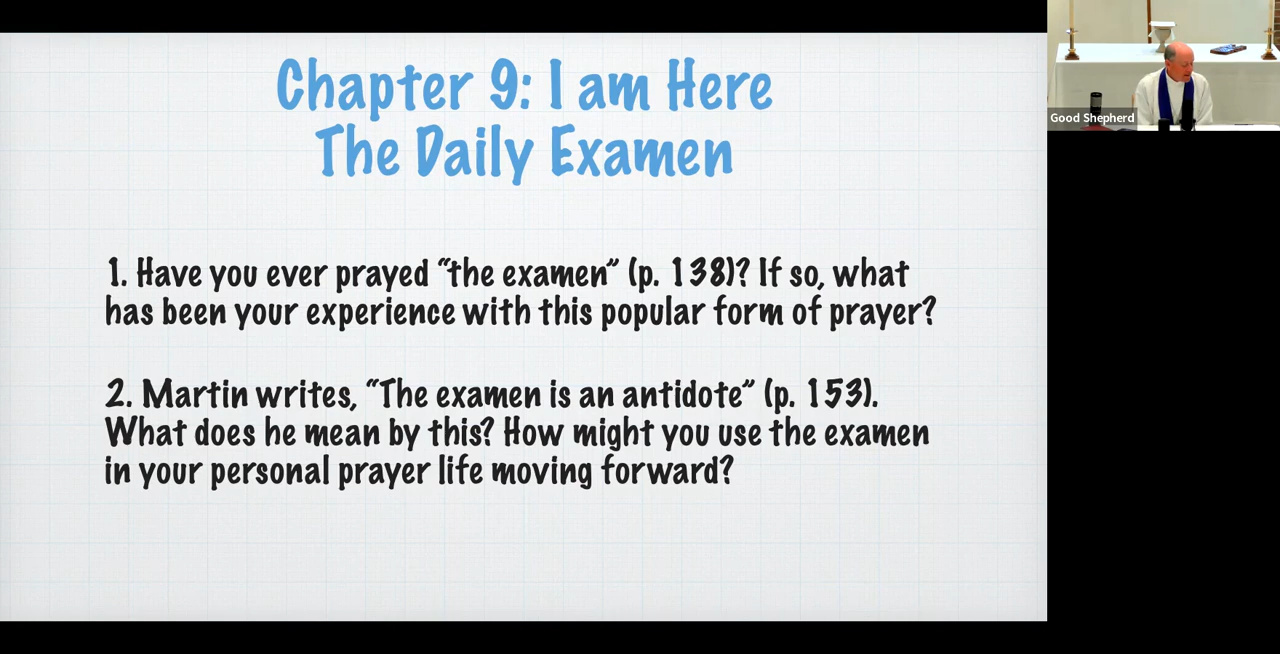 Chapter 9: I am Here
The Daily Examen
1. Have you ever prayed “the examen” (p. 138)? If so, what
has been your experience with this popular form of prayer?
2. Martin writes, “The examen is an antidote” (p. 153).
What does he mean by this? How might you use the examen
in your personal prayer life moving forward?
Good Shepherd